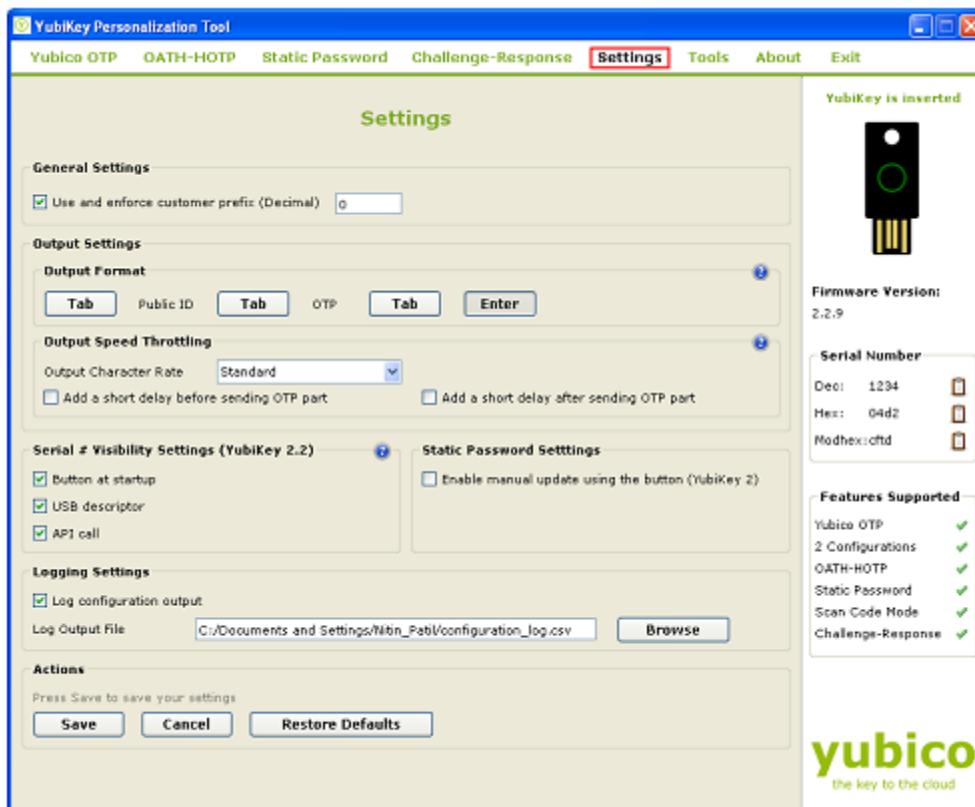 YubiKey Personalization Tool
Yubico OTP OATH-HOTP Static Password Challenge-Response Settings Tools About Exit
Settings
General Settings
Use and enforce customer prefix (Decimal) 0
Output Settings
Output Format
Tab Public ID Tab OTP Tab Enter
Output Speed Throttling
Output Character Rate Standard
Add a short delay before sending OTP part Add a short delay after sending OTP part
Serial # Visibility Settings (YubiKey 2.2)
Button at startup
USB descriptor
API call
Static Password Setttings
Enable manual update using the button (YubiKey 2)
Logging Settings
Log configuration output
Log Output File C:/Documents and Settings/Nitin_Patil/configuration_log.csv Browse
Actions
Press Save to save your settings
Save Cancel Restore Defaults
YubiKey is inserted
Firmware Version:
2.2.9
Serial Number
Dec: 1234
Hex: 04d2
Modhex: cftd
Features Supported
Yubico OTP
2 Configurations
OATH-HOTP
Static Password
Scan Code Mode
Challenge-Response
yubico
the key to the cloud